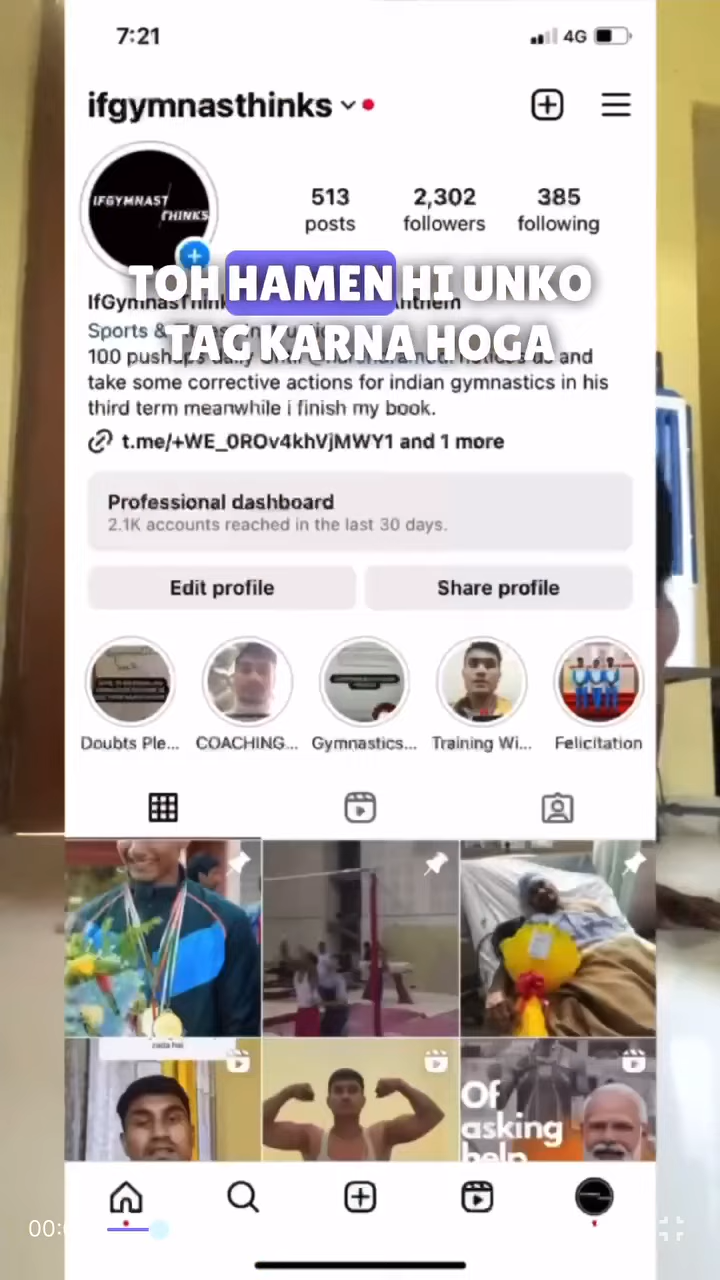 7:21
4G
ifgymnasthinks
IFGYMNAST
THINKS
513
2,302
385
posts
followers
following
TOH HAMEN HI UNKO
TAG KARNA HOGA
Sports &
100 pushups daily
and
take some corrective actions for indian gymnastics in his
third term meanwhile i finish my book.
t.me/+WE_0ROv4khVjMWY1 and 1 more
Professional dashboard
2.1K accounts reached in the last 30 days.
Edit profile
Share profile
Doubts Ple...
COACHING...
Gymnastics...
Training Wi...
Felicitation
Of
asking
help